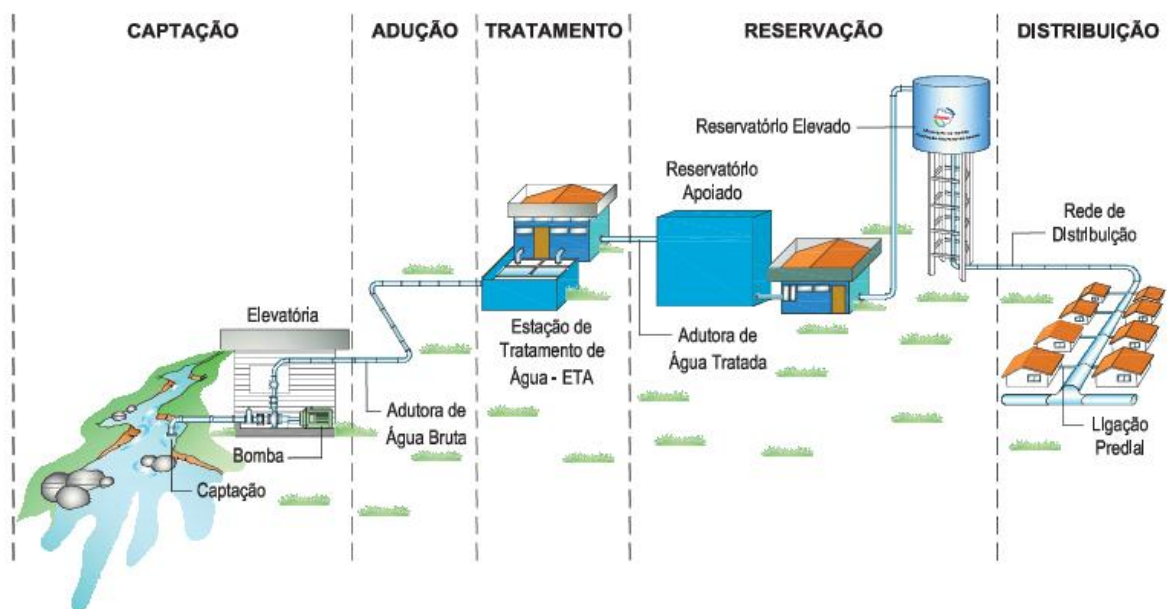 CAPTAÇÃO
ADUÇÃO
TRATAMENTO
RESERVAÇÃO
DISTRIBUIÇÃO
Reservatório Elevado
Reservatório
Apoiado
Rede de
Distribuição
Elevatória
Estação de
Tratamento de
Água - ETA
Adutora de
Água Tratada
Adutora de
Água Bruta
Bomba
Captação
Ligação
Predial